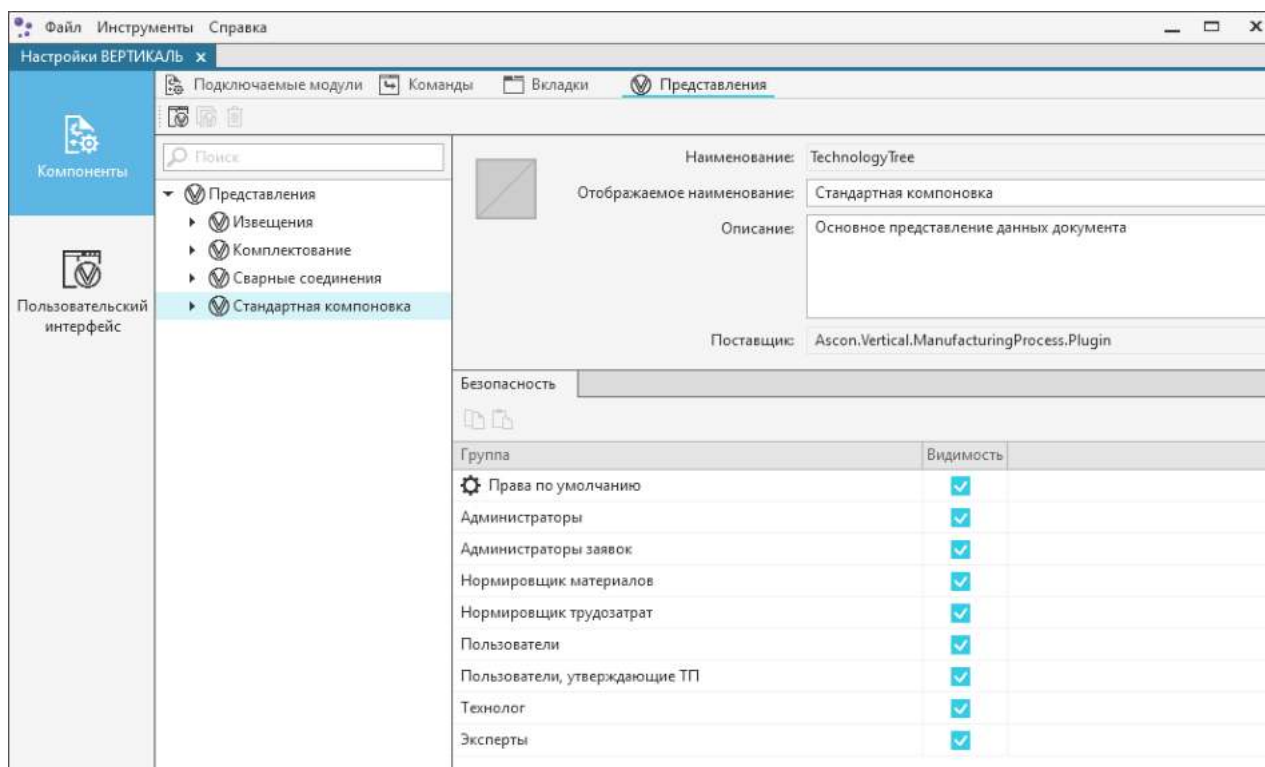 Файл Инструменты Справка
Настройки ВЕРТИКАЛЬ x
Подключаемые модули Команды Вкладки Представления
Компоненты
Пользовательский
интерфейс
Поиск
Представления
Извещения
Комплектование
Сварные соединения
Стандартная компоновка
Наименование: TechnologyTree
Отображаемое наименование: Стандартная компоновка
Описание: Основное представление данных документа
Поставщик: Ascon.Vertical.ManufacturingProcess.Plugin
Безопасность
Группа Видимость
Права по умолчанию
Администраторы
Администраторы заявок
Нормировщик материалов
Нормировщик трудозатрат
Пользователи
Пользователи, утверждающие ТП
Технолог
Эксперты